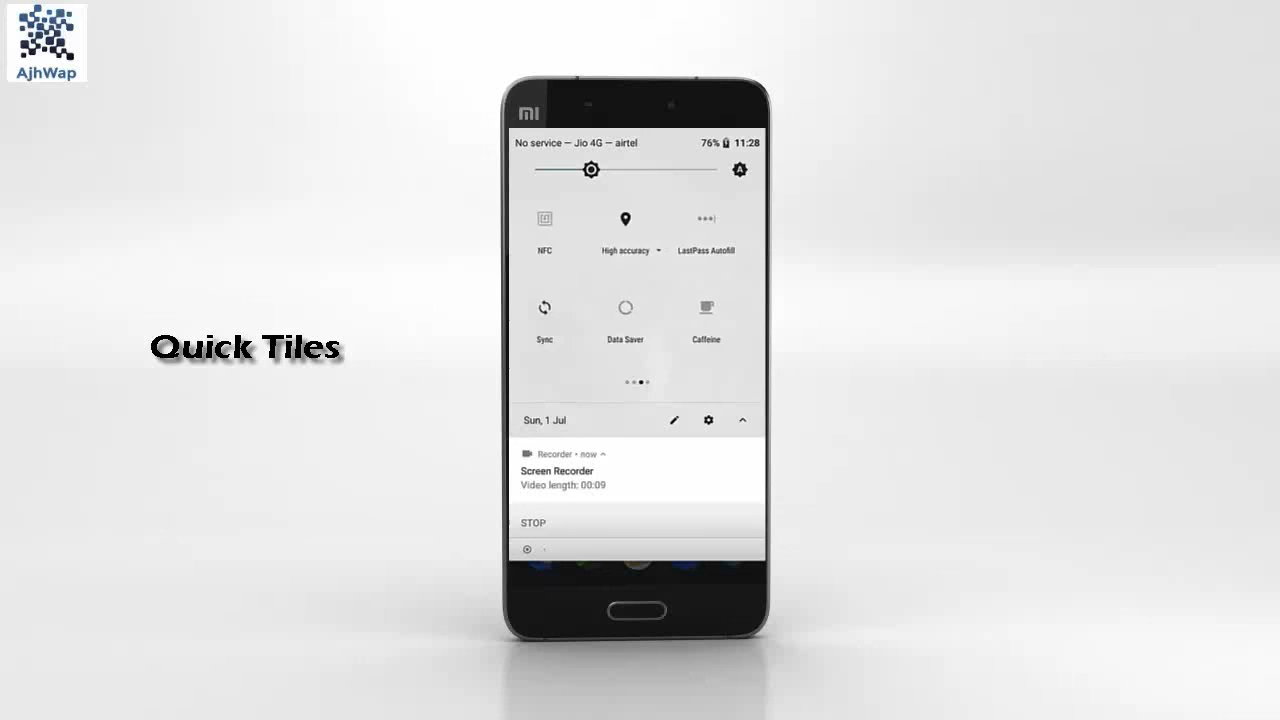 AjhWap
mi
No service — Jio 4G — airtel 76% 11:28
A
NFC High accuracy LastPass Autofill
Sync Data Saver Caffeine
Sun, 1 Jul
Recorder • now
Screen Recorder
Video length: 00:09
STOP
Quick Tiles